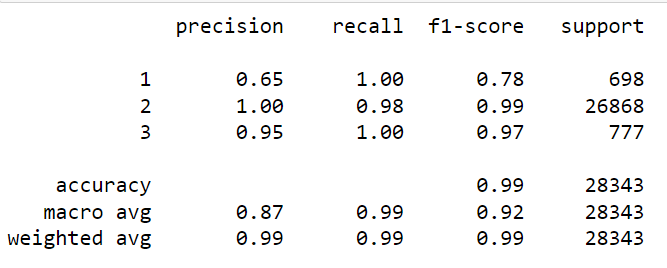 precision recall f1-score support
1 0.65 1.00 0.78 698
2 1.00 0.98 0.99 26868
3 0.95 1.00 0.97 777
accuracy 0.99 28343
macro avg 0.87 0.99 0.92 28343
weighted avg 0.99 0.99 0.99 28343